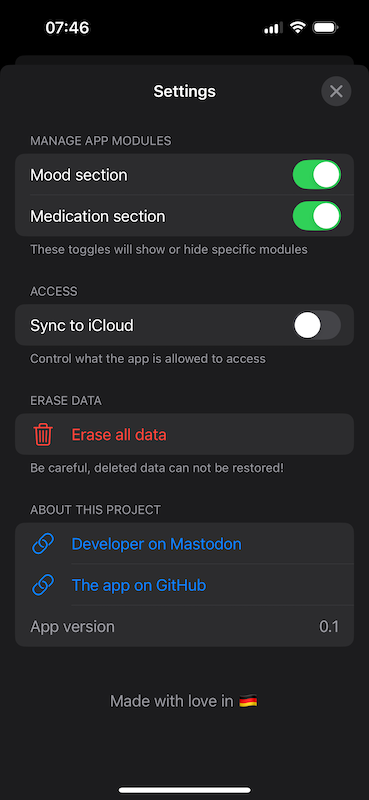 07:46
Settings
MANAGE APP MODULES
Mood section
Medication section
These toggles will show or hide specific modules
ACCESS
Sync to iCloud
Control what the app is allowed to access
ERASE DATA
Erase all data
Be careful, deleted data can not be restored!
ABOUT THIS PROJECT
Developer on Mastodon
The app on GitHub
App version 0.1
Made with love in 🇩🇪